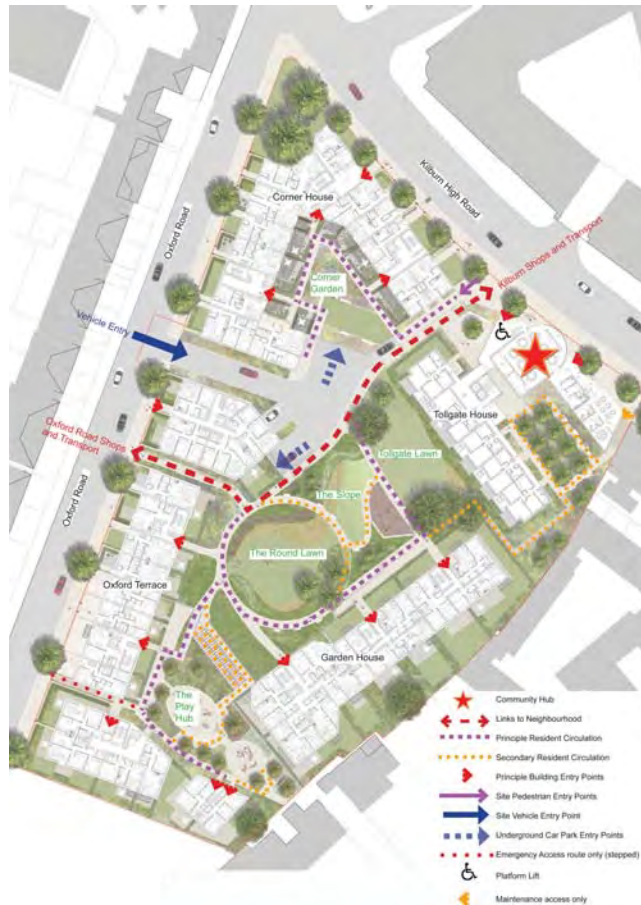 Kilburn High Road
Corner House
Oxford Road
Corner
Garden
Kilburn Shops and Transport
Vehicle Entry
Tollgate House
Oxford Road Shops
and Transport
Tollgate Lawn
Oxford Road
The Slope
The Round Lawn
Oxford Terrace
Garden House
The
Play
Hub
Community Hub
Links to Neighbourhood
Principle Resident Circulation
Secondary Resident Circulation
Principle Building Entry Points
Site Pedestrian Entry Points
Site Vehicle Entry Point
Underground Car Park Entry Points
Emergency Access route only (stepped)
Platform Lift
Maintenance access only